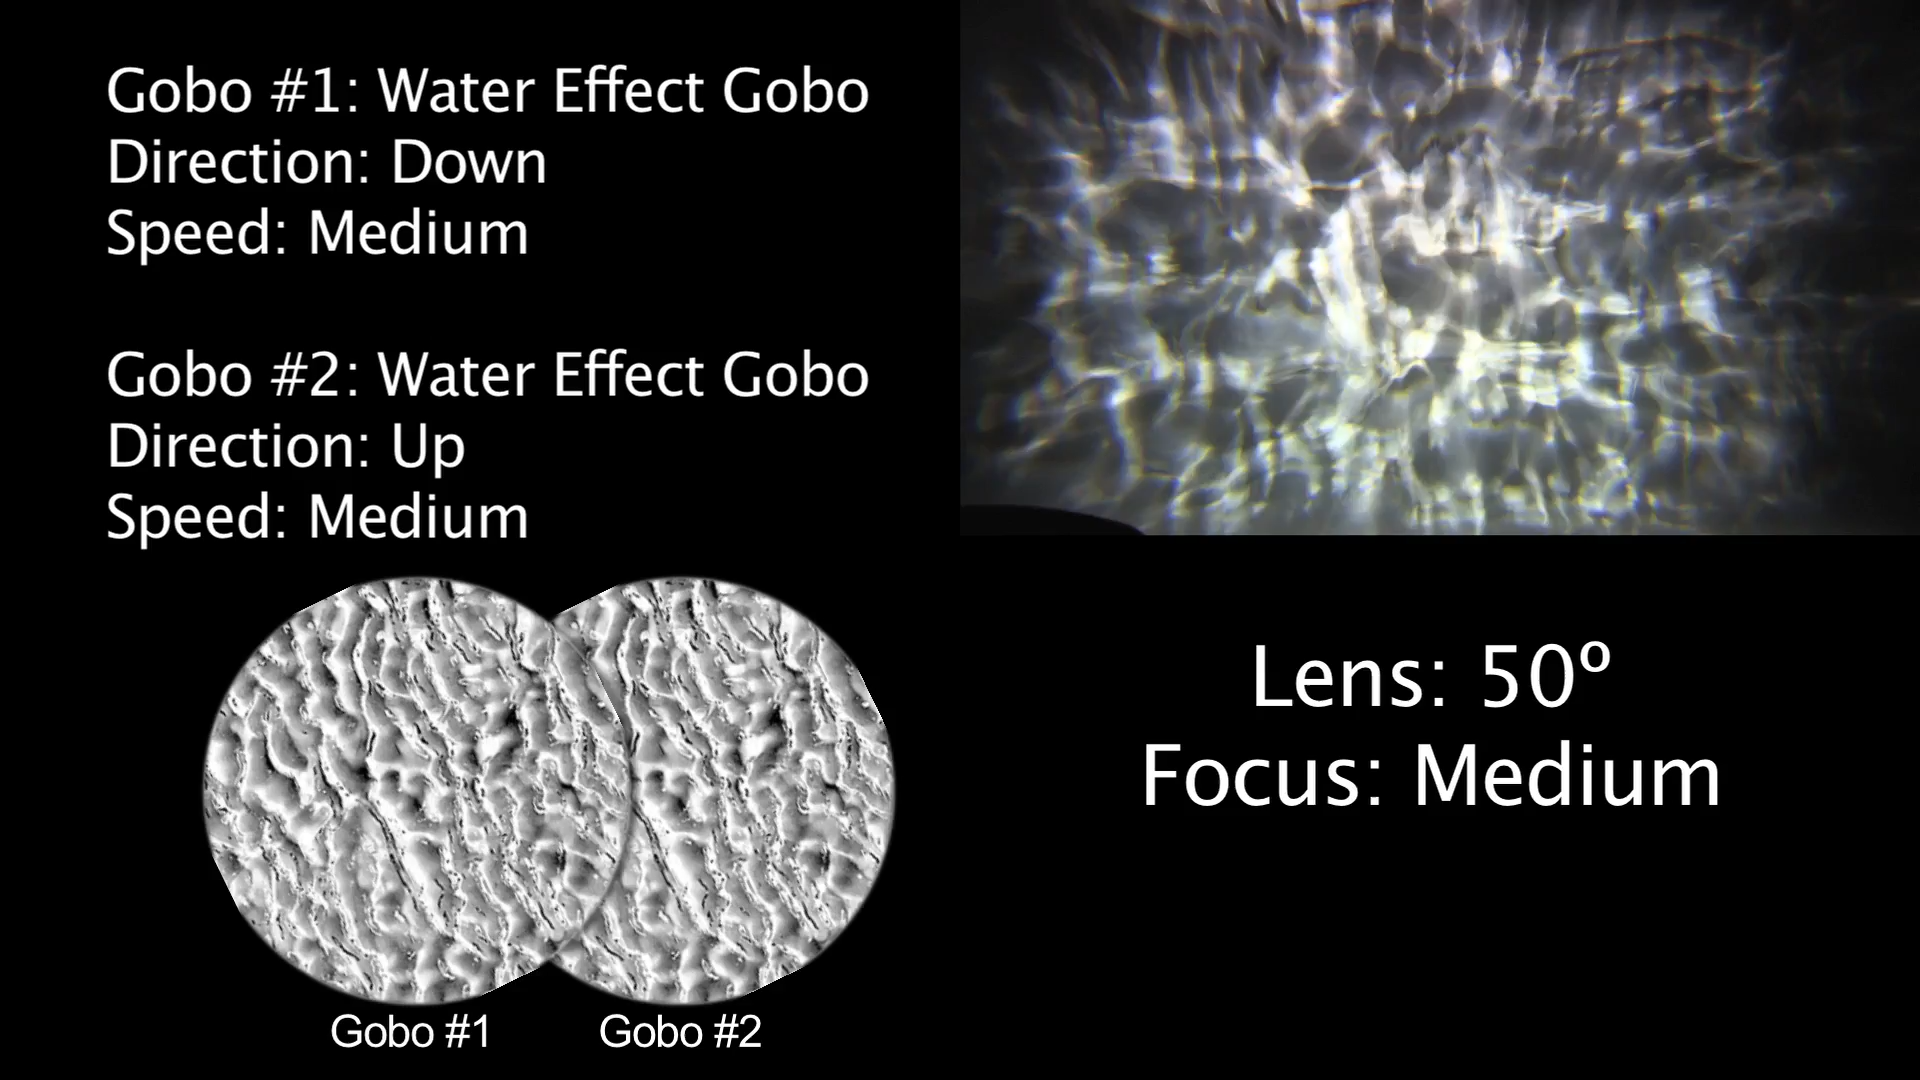 Gobo #1: Water Effect Gobo
Direction: Down
Speed: Medium
Gobo #2: Water Effect Gobo
Direction: Up
Speed: Medium
Gobo #1
Gobo #2
Lens: 50º
Focus: Medium